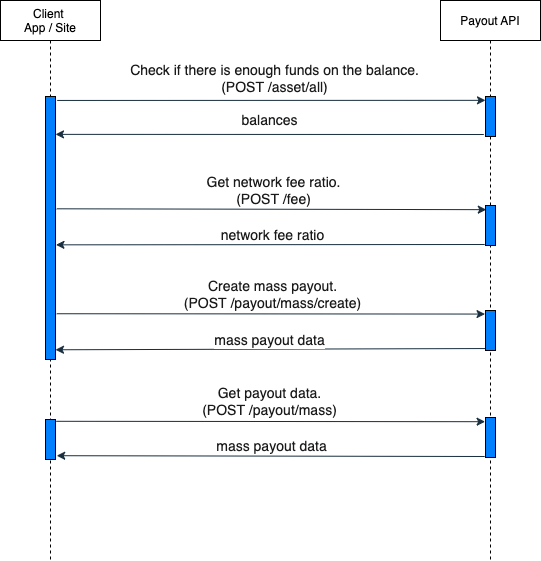 Client
App / Site
Payout API
Check if there is enough funds on the balance.
(POST /asset/all)
balances
Get network fee ratio.
(POST /fee)
network fee ratio
Create mass payout.
(POST /payout/mass/create)
mass payout data
Get payout data.
(POST /payout/mass)
mass payout data